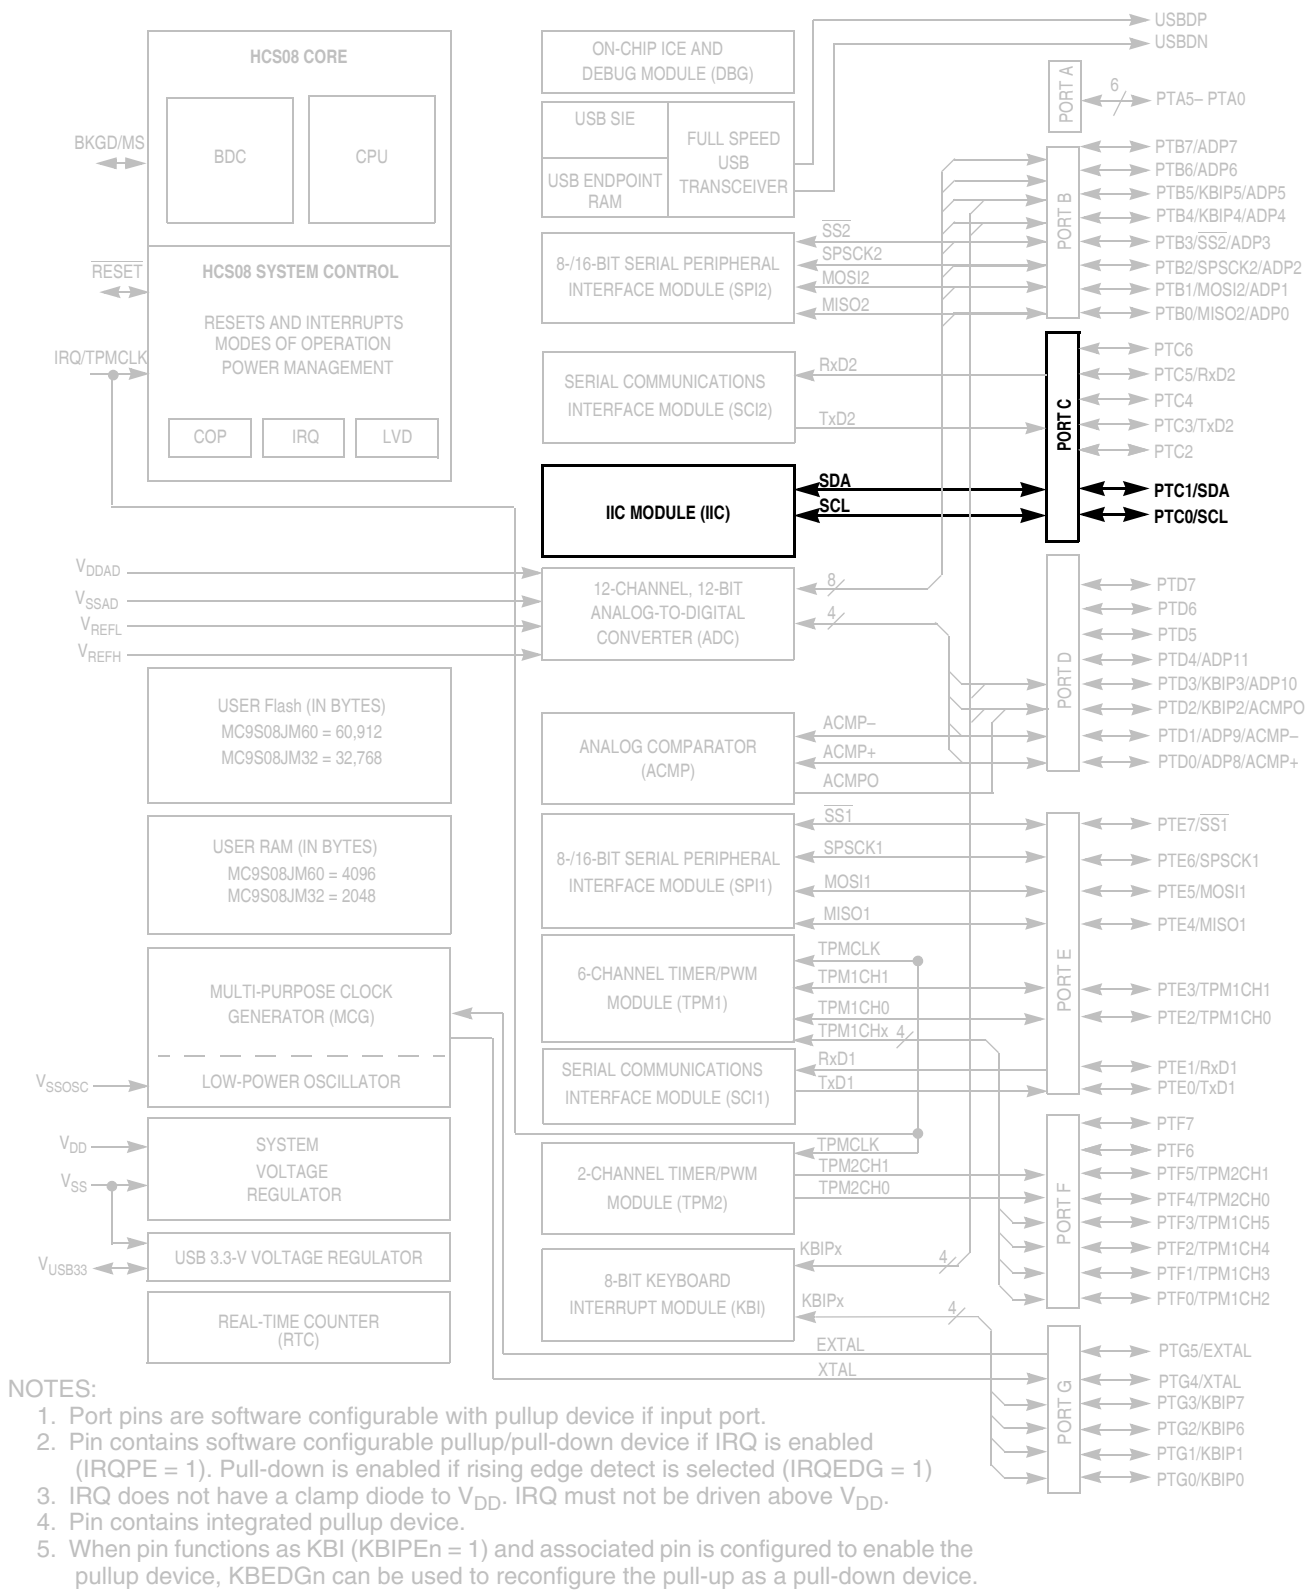 HCS08 CORE
BDC
CPU
BKGD/MS
HCS08 SYSTEM CONTROL
RESET
RESETS AND INTERRUPTS
MODES OF OPERATION
POWER MANAGEMENT
IRQ/TPMCLK
COP
IRQ
LVD
VDDAD
VSSAD
VREFL
VREFH
USER Flash (IN BYTES)
MC9S08JM60 = 60,912
MC9S08JM32 = 32,768
USER RAM (IN BYTES)
MC9S08JM60 = 4096
MC9S08JM32 = 2048
MULTI-PURPOSE CLOCK
GENERATOR (MCG)
LOW-POWER OSCILLATOR
VSSOSC
VDD
VSS
SYSTEM
VOLTAGE
REGULATOR
USB 3.3-V VOLTAGE REGULATOR
VUSB33
REAL-TIME COUNTER
(RTC)
ON-CHIP ICE AND
DEBUG MODULE (DBG)
USB SIE
USB ENDPOINT
RAM
FULL SPEED
USB
TRANSCEIVER
USBDP
USBDN
8-/16-BIT SERIAL PERIPHERAL
INTERFACE MODULE (SPI2)
SS2
SPSCK2
MOSI2
MISO2
SERIAL COMMUNICATIONS
INTERFACE MODULE (SCI2)
RxD2
TxD2
IIC MODULE (IIC)
SDA
SCL
12-CHANNEL, 12-BIT
ANALOG-TO-DIGITAL
CONVERTER (ADC)
8
4
ANALOG COMPARATOR
(ACMP)
ACMP–
ACMP+
ACMPO
8-/16-BIT SERIAL PERIPHERAL
INTERFACE MODULE (SPI1)
SS1
SPSCK1
MOSI1
MISO1
6-CHANNEL TIMER/PWM
MODULE (TPM1)
TPMCLK
TPM1CH1
TPM1CH0
TPM1CHx 4
SERIAL COMMUNICATIONS
INTERFACE MODULE (SCI1)
RxD1
TxD1
2-CHANNEL TIMER/PWM
MODULE (TPM2)
TPMCLK
TPM2CH1
TPM2CH0
8-BIT KEYBOARD
INTERRUPT MODULE (KBI)
KBIPx 4
KBIPx 4
EXTAL
XTAL
PORT A
6
PTA5– PTA0
PORT B
PTB7/ADP7
PTB6/ADP6
PTB5/KBIP5/ADP5
PTB4/KBIP4/ADP4
PTB3/SS2/ADP3
PTB2/SPSCK2/ADP2
PTB1/MOSI2/ADP1
PTB0/MISO2/ADP0
PORT C
PTC6
PTC5/RxD2
PTC4
PTC3/TxD2
PTC2
PTC1/SDA
PTC0/SCL
PORT D
PTD7
PTD6
PTD5
PTD4/ADP11
PTD3/KBIP3/ADP10
PTD2/KBIP2/ACMPO
PTD1/ADP9/ACMP–
PTD0/ADP8/ACMP+
PORT E
PTE7/SS1
PTE6/SPSCK1
PTE5/MOSI1
PTE4/MISO1
PTE3/TPM1CH1
PTE2/TPM1CH0
PTE1/RxD1
PTE0/TxD1
PORT F
PTF7
PTF6
PTF5/TPM2CH1
PTF4/TPM2CH0
PTF3/TPM1CH5
PTF2/TPM1CH4
PTF1/TPM1CH3
PTF0/TPM1CH2
PORT G
PTG5/EXTAL
PTG4/XTAL
PTG3/KBIP7
PTG2/KBIP6
PTG1/KBIP1
PTG0/KBIP0
NOTES:
1. Port pins are software configurable with pullup device if input port.
2. Pin contains software configurable pullup/pull-down device if IRQ is enabled
(IRQPE = 1). Pull-down is enabled if rising edge detect is selected (IRQEDG = 1)
3. IRQ does not have a clamp diode to VDD. IRQ must not be driven above VDD.
4. Pin contains integrated pullup device.
5. When pin functions as KBI (KBIPEn = 1) and associated pin is configured to enable the
pullup device, KBEDGn can be used to reconfigure the pull-up as a pull-down device.